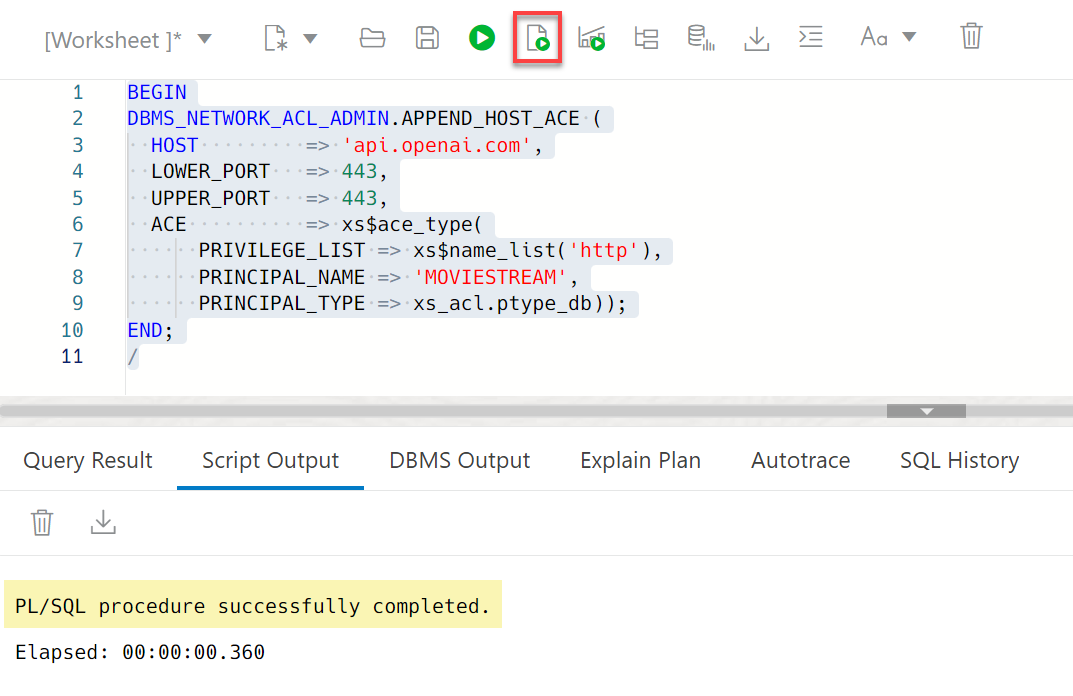 [Worksheet ]*
Aa
1 BEGIN
2 DBMS_NETWORK_ACL_ADMIN.APPEND_HOST_ACE (
3   HOST         => 'api.openai.com',
4   LOWER_PORT   => 443,
5   UPPER_PORT   => 443,
6   ACE          => xs$ace_type(
7       PRIVILEGE_LIST => xs$name_list('http'),
8       PRINCIPAL_NAME => 'MOVIESTREAM',
9       PRINCIPAL_TYPE => xs_acl.ptype_db));
10 END;
11 /
Query Result Script Output DBMS Output Explain Plan Autotrace SQL History
PL/SQL procedure successfully completed.
Elapsed: 00:00:00.360